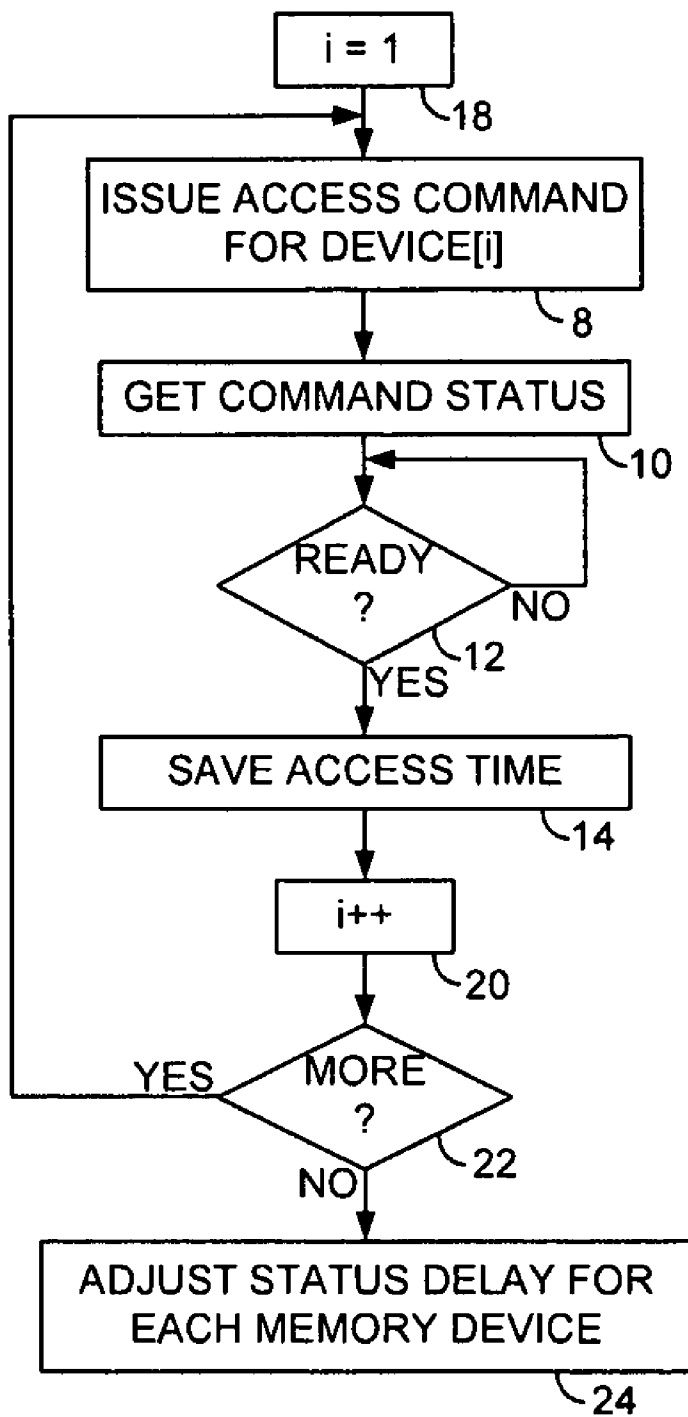 i = 1
18
ISSUE ACCESS COMMAND
FOR DEVICE[i]
8
GET COMMAND STATUS
10
READY
?
NO
12
YES
SAVE ACCESS TIME
14
i++
20
YES
MORE
?
22
NO
ADJUST STATUS DELAY FOR
EACH MEMORY DEVICE
24